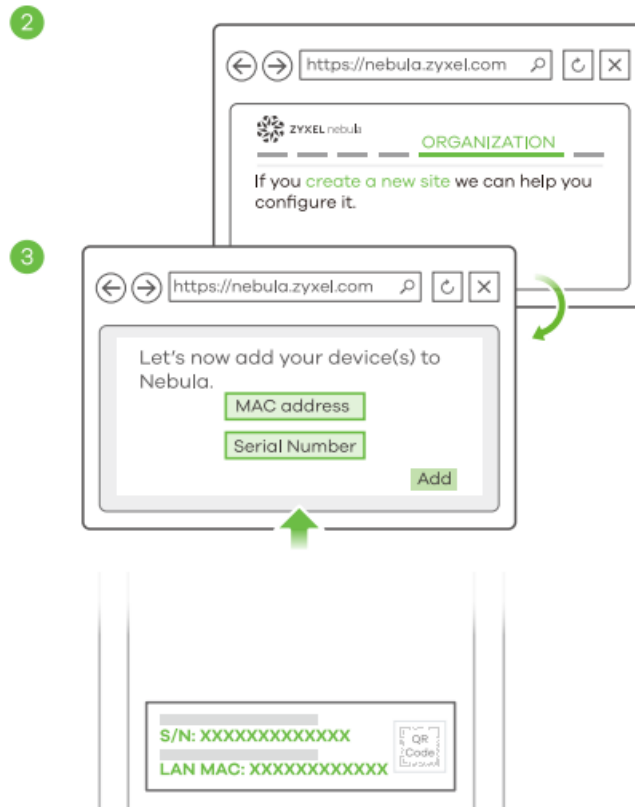 2
https://nebula.zyxel.com
ZYXEL nebula
ORGANIZATION
If you create a new site we can help you
configure it.
3
https://nebula.zyxel.com
Let's now add your device(s) to
Nebula.
MAC address
Serial Number
Add
S/N: XXXXXXXXXXXXX
LAN MAC: XXXXXXXXXXXX
QR
Code